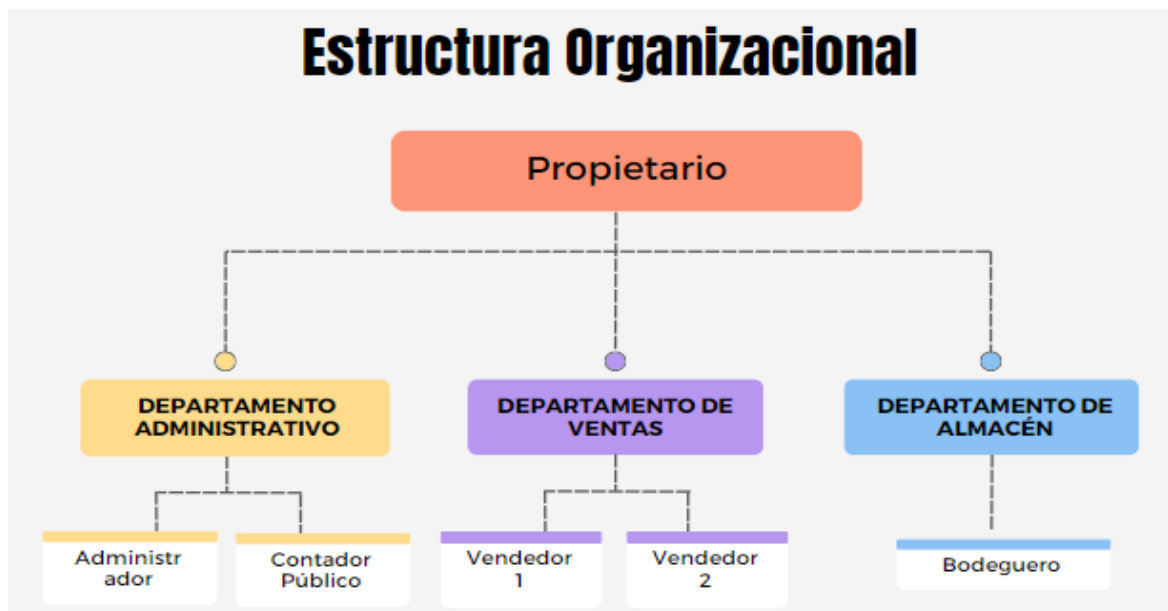 Estructura Organizacional
Propietario
DEPARTAMENTO
ADMINISTRATIVO
DEPARTAMENTO DE
VENTAS
DEPARTAMENTO DE
ALMACÉN
Administr
ador
Contador
Público
Vendedor
1
Vendedor
2
Bodeguero